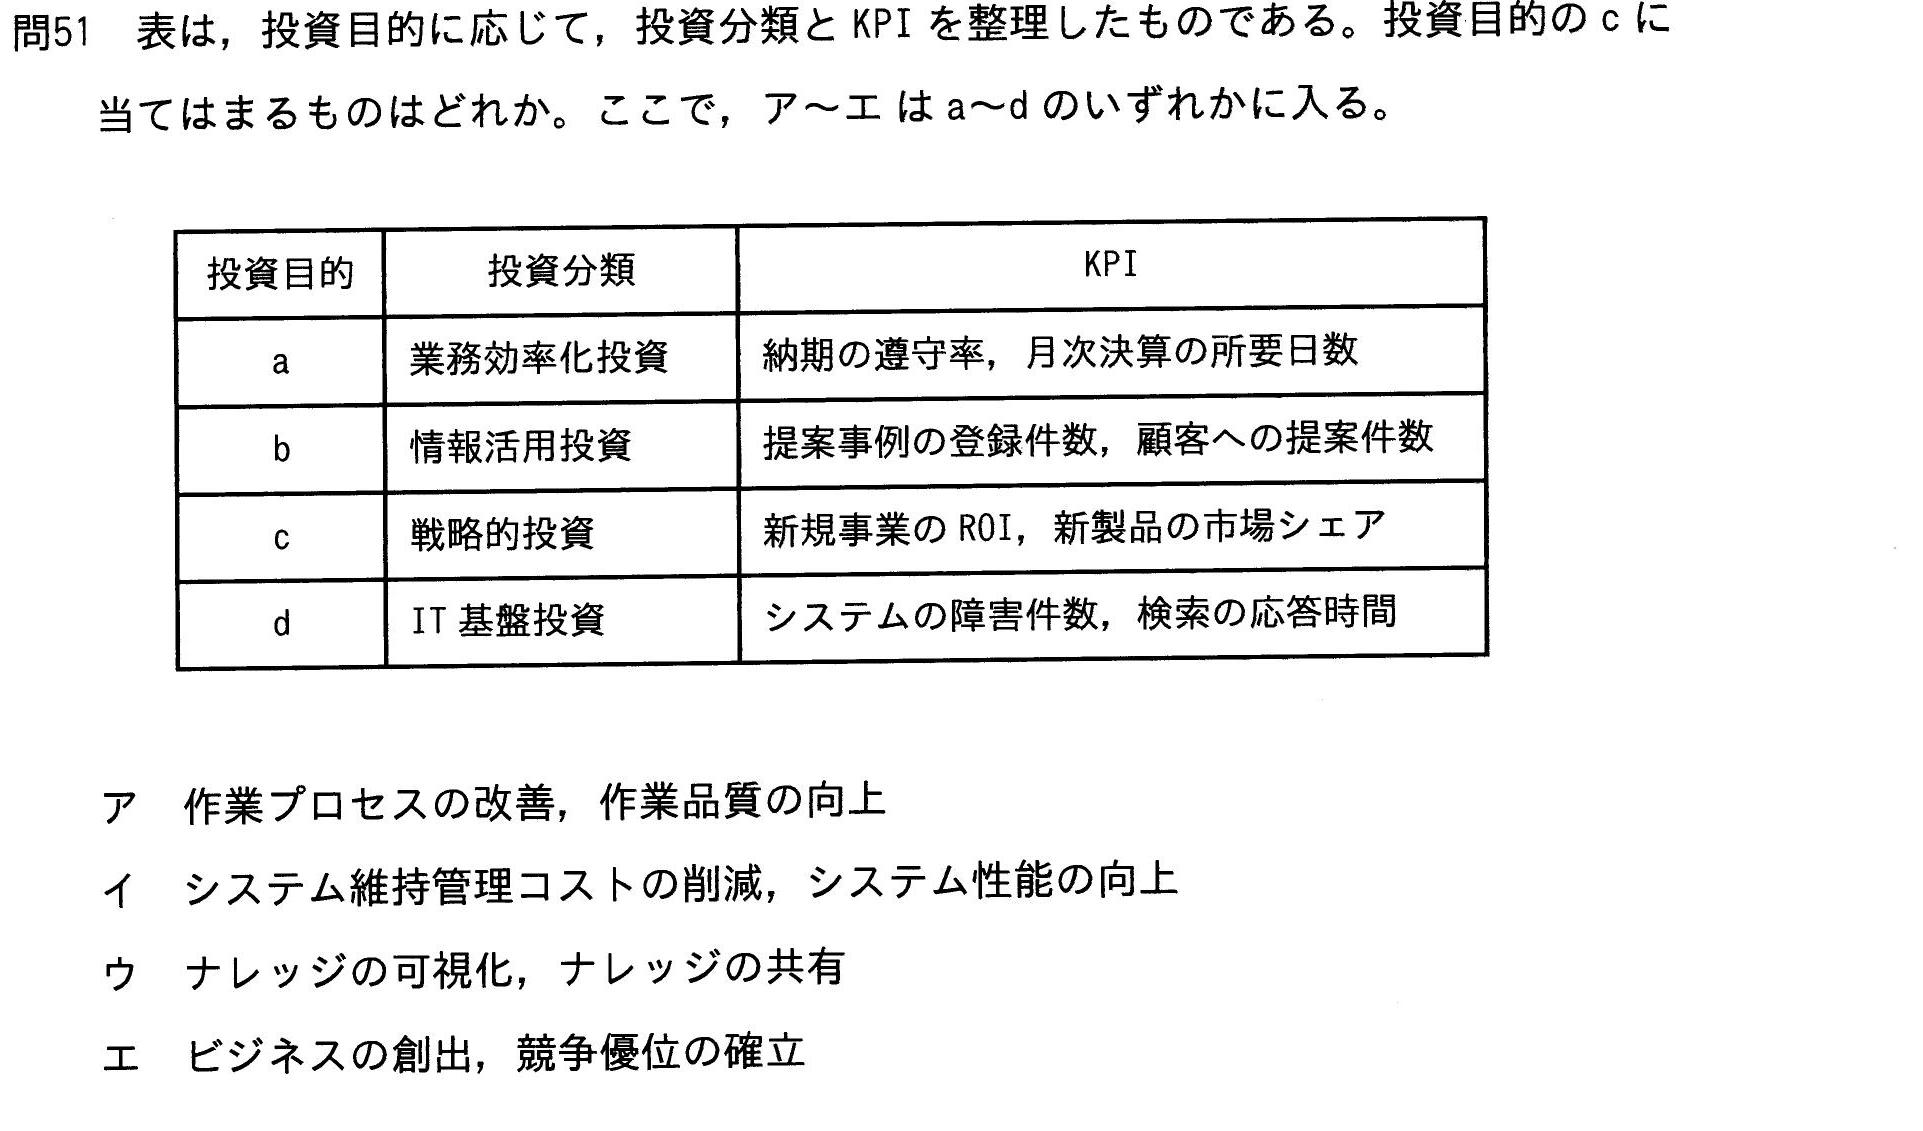 問51 表は，投資目的に応じて，投資分類と KPI を整理したものである。投資目的の c に
当てはまるものはどれか。ここで，ア～エ は a～d のいずれかに入る。
投資目的 投資分類 KPI
a 業務効率化投資 納期の遵守率，月次決算の所要日数
b 情報活用投資 提案事例の登録件数，顧客への提案件数
c 戦略的投資 新規事業の ROI，新製品の市場シェア
d IT 基盤投資 システムの障害件数，検索の応答時間
ア 作業プロセスの改善，作業品質の向上
イ システム維持管理コストの削減，システム性能の向上
ウ ナレッジの可視化，ナレッジの共有
エ ビジネスの創出，競争優位の確立